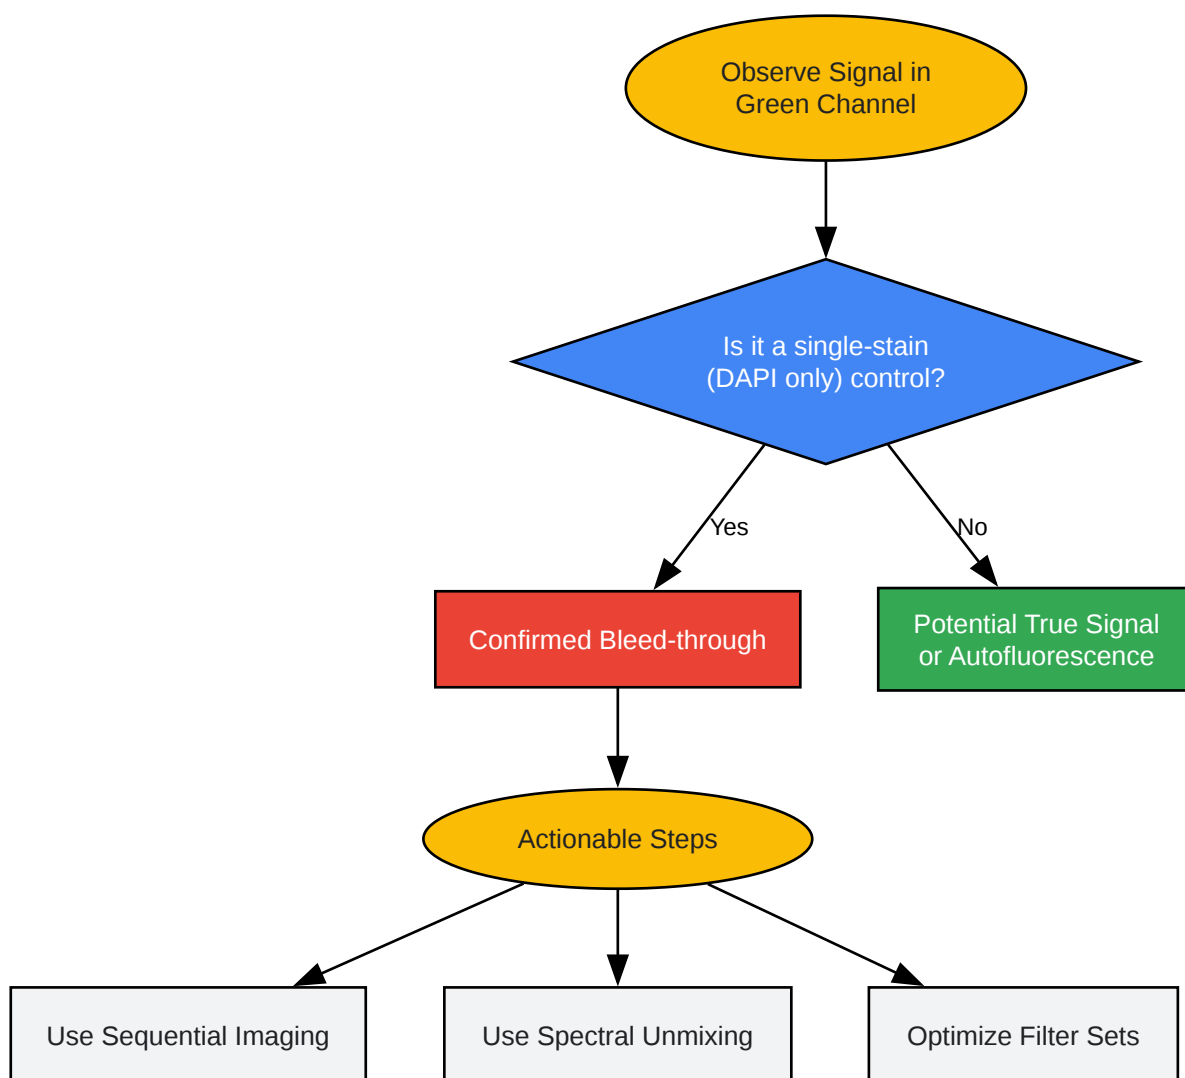 Observe Signal in
Green Channel
Is it a single-stain
(DAPI only) control?
Yes
No
Confirmed Bleed-through
Potential True Signal
or Autofluorescence
Actionable Steps
Use Sequential Imaging
Use Spectral Unmixing
Optimize Filter Sets